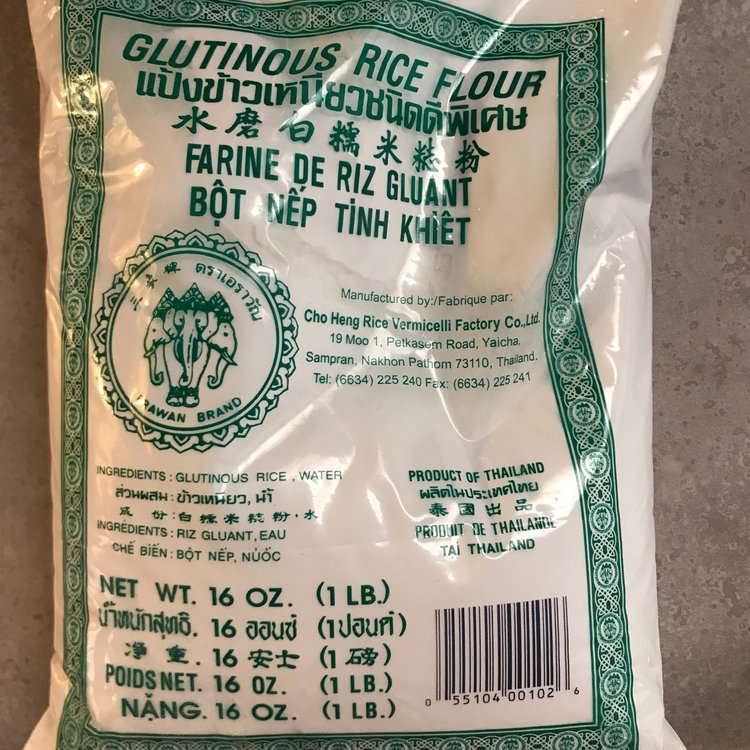 GLUTINOUS RICE FLOUR
แป้งข้าวเหนียวชนิดดีพิเศษ
水磨白糯米粉
FARINE DE RIZ GLUANT
BỘT NẾP TINH KHIẾT
三象牌 ตราเอราวัณ
ERAWAN BRAND
Manufactured by:/Fabrique par:
Cho Heng Rice Vermicelli Factory Co.,Ltd.
19 Moo 1, Petkasem Road, Yaicha,
Sampran, Nakhon Pathom 73110, Thailand.
Tel: (6634) 225 240 Fax: (6634) 225 241
INGREDIENTS : GLUTINOUS RICE , WATER
ส่วนผสม : ข้าวเหนียว, น้ำ
成 份 : 白糯米粉, 水
INGRÉDIENTS : RIZ GLUANT, EAU
CHẾ BIẾN : BỘT NẾP, NƯỚC
PRODUCT OF THAILAND
ผลิตในประเทศไทย
泰國出品
PRODUIT DE THAILANDE
TẠI THAILAND
NET WT. 16 OZ. (1 LB.)
น้ำหนักสุทธิ. 16 ออนซ์ (1 ปอนด์)
凈 重. 16 安士 (1 磅)
POIDS NET. 16 OZ. (1 LB.)
NẶNG. 16 OZ. (1 LB.)
0 55104 00102 6